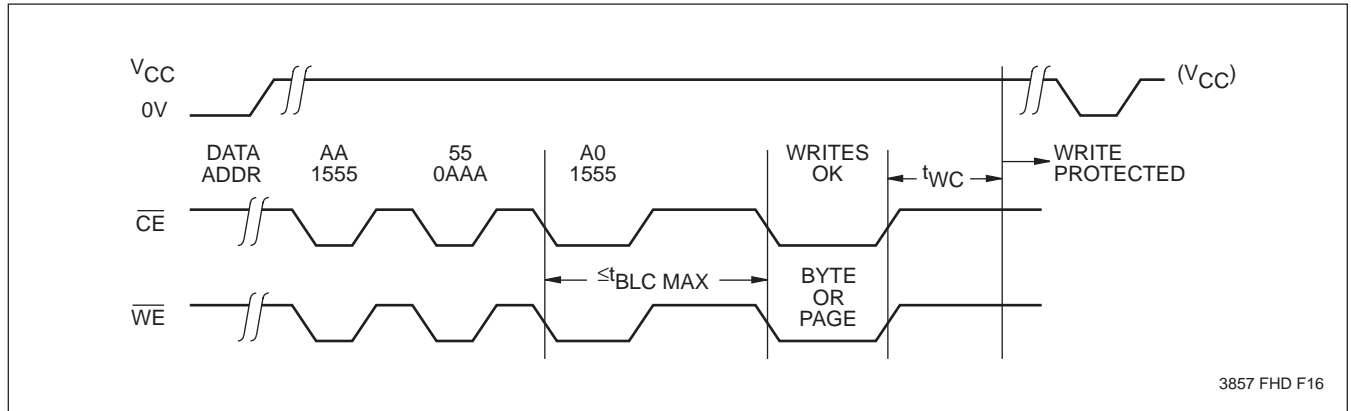 VCC
(VCC)
0V
DATA AA 55 A0 WRITES
ADDR 1555 0AAA 1555 OK
tWC
WRITE
PROTECTED
CE
≤tBLC MAX
BYTE
OR
PAGE
WE
3857 FHD F16